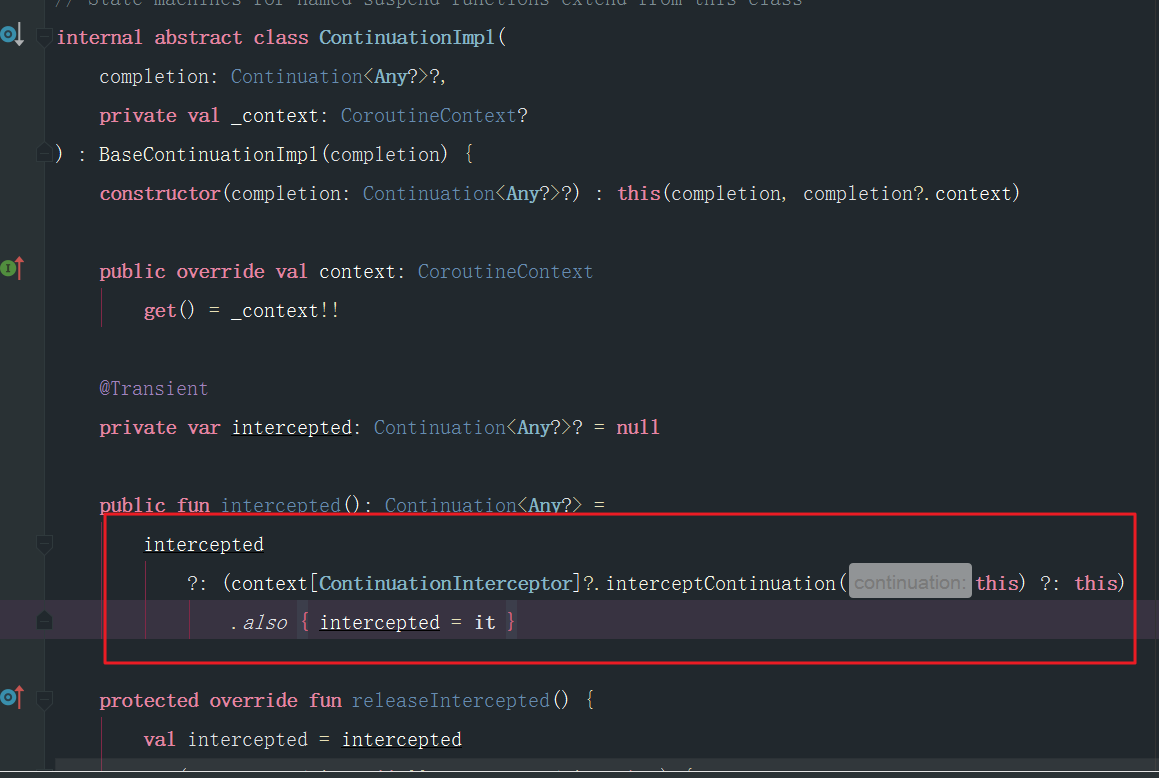 // State machines for named suspend functions extend from this class
internal abstract class ContinuationImpl(
completion: Continuation<Any?>?,
private val _context: CoroutineContext?
) : BaseContinuationImpl(completion) {
constructor(completion: Continuation<Any?>?) : this(completion, completion?.context)
public override val context: CoroutineContext
get() = _context!!
@Transient
private var intercepted: Continuation<Any?>? = null
public fun intercepted(): Continuation<Any?> =
intercepted
?: (context[ContinuationInterceptor]?.interceptContinuation( continuation: this) ?: this)
.also { intercepted = it }
protected override fun releaseIntercepted() {
val intercepted = intercepted